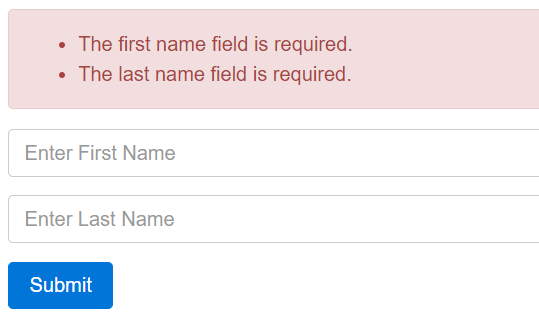 The first name field is required.
The last name field is required.
Enter First Name
Enter Last Name
Submit